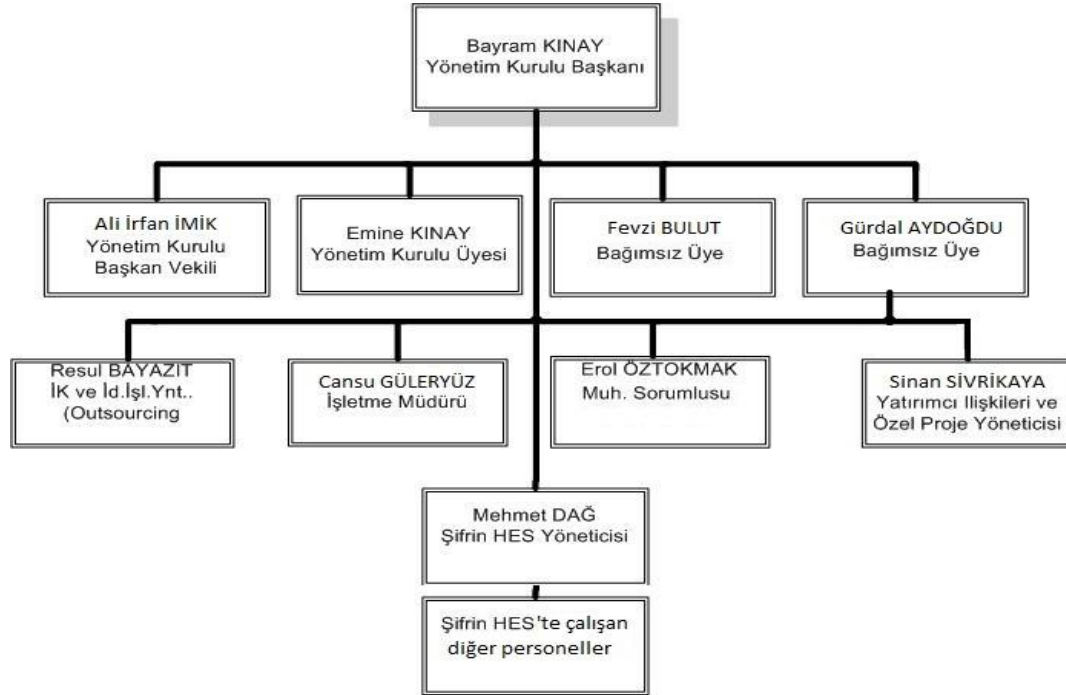 Bayram KINAY
Yönetim Kurulu Başkanı
Ali İrfan İMİK
Yönetim Kurulu
Başkan Vekili
Emine KINAY
Yönetim Kurulu Üyesi
Fevzi BULUT
Bağımsız Üye
Gürdal AYDOĞDU
Bağımsız Üye
Resul BAYAZIT
İK ve İd.İşl.Ynt..
(Outsourcing
Cansu GÜLERYÜZ
İşletme Müdürü
Erol ÖZTOKMAK
Muh. Sorumlusu
Sinan SİVRİKAYA
Yatırımcı Ilişkileri ve
Özel Proje Yöneticisi
Mehmet DAĞ
Şifrin HES Yöneticisi
Şifrin HES'te çalışan
diğer personeller